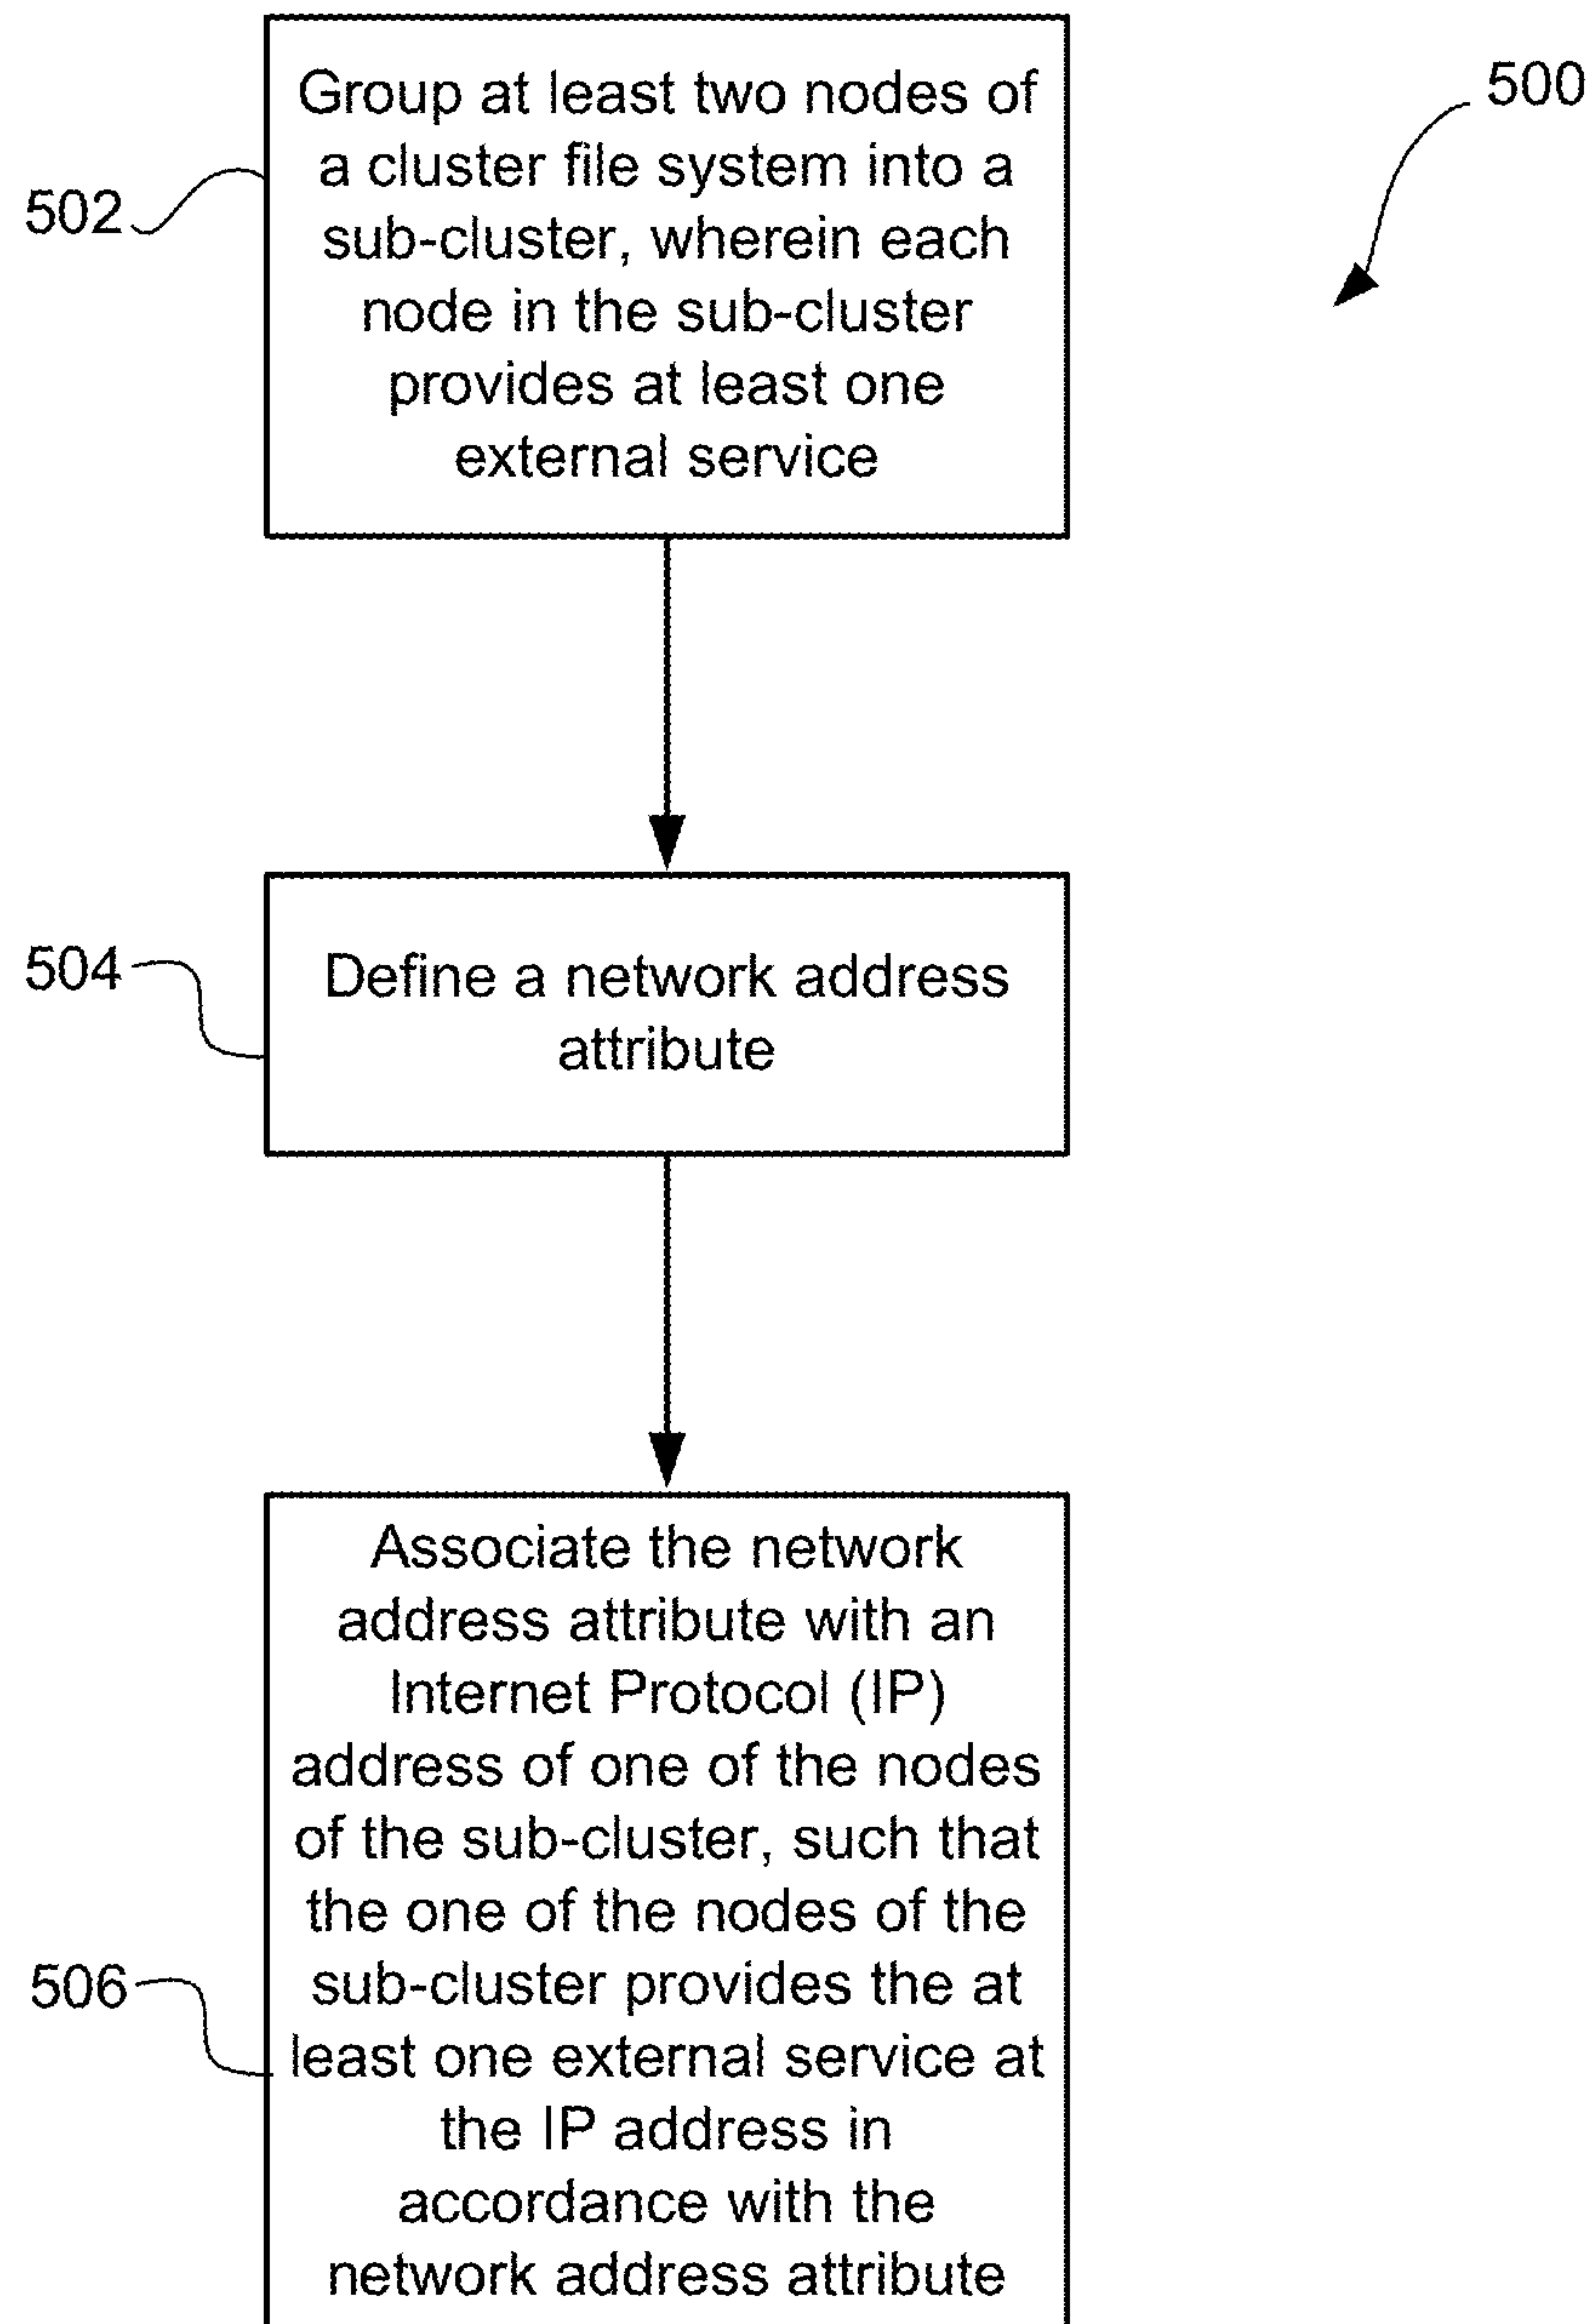 Group at least two nodes of
a cluster file system into a
sub-cluster, wherein each
node in the sub-cluster
provides at least one
external service
500
502
504
Define a network address
attribute
Associate the network
address attribute with an
Internet Protocol (IP)
address of one of the nodes
of the sub-cluster, such that
the one of the nodes of the
sub-cluster provides the at
least one external service at
the IP address in
accordance with the
network address attribute
506